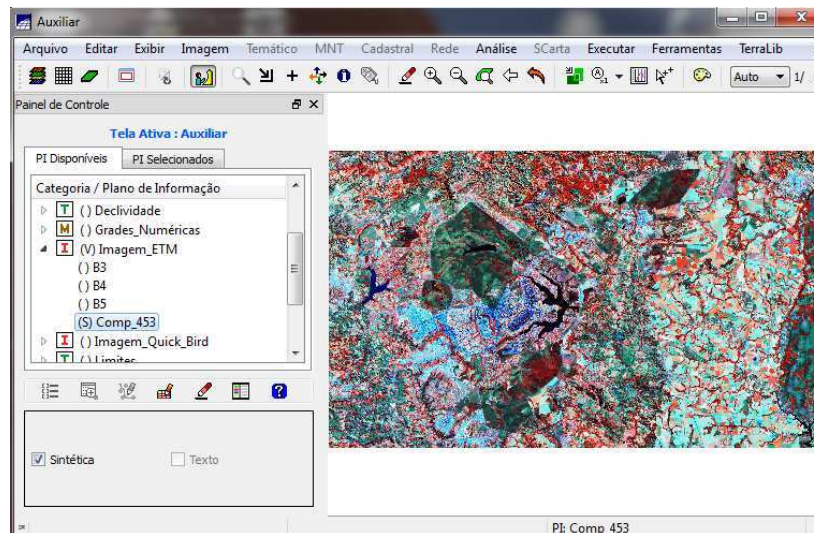 Auxiliar
Arquivo Editar Exibir Imagem Temático MNT Cadastral Rede Análise SCarta Executar Ferramentas TerraLib
Auto 1/
Painel de Controle
Tela Ativa : Auxiliar
PI Disponíveis PI Selecionados
Categoria / Plano de Informação
T () Declividade
M () Grades_Numéricas
I (V) Imagem_ETM
() B3
() B4
() B5
(S) Comp_453
I () Imagem_Quick_Bird
T () Limites
Sintética Texto
PI: Comp_453